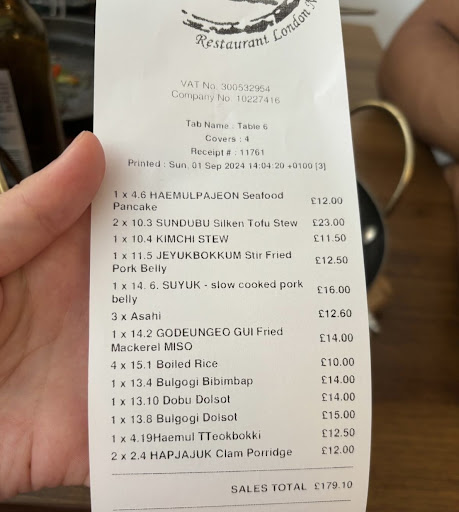 Restaurant London
VAT No. 300532954
Company No. 10227416
Tab Name : Table 6
Covers : 4
Receipt # : 11761
Printed : Sun, 01 Sep 2024 14:04:20 +0100 [3]
1 x 4.6 HAEMULPAJEON Seafood
Pancake £12.00
2 x 10.3 SUNDUBU Silken Tofu Stew £23.00
1 x 10.4 KIMCHI STEW £11.50
1 x 11.5 JEYUKBOKKUM Stir Fried
Pork Belly £12.50
1 x 14. 6. SUYUK - slow cooked pork
belly £16.00
3 x Asahi £12.60
1 x 14.2 GODEUNGEO GUI Fried
Mackerel MISO £14.00
4 x 15.1 Boiled Rice £10.00
1 x 13.4 Bulgogi Bibimbap £14.00
1 x 13.10 Dobu Dolsot £14.00
1 x 13.8 Bulgogi Dolsot £15.00
1 x 4.19Haemul TTeokbokki £12.50
2 x 2.4 HAPJAJUK Clam Porridge £12.00
SALES TOTAL £179.10